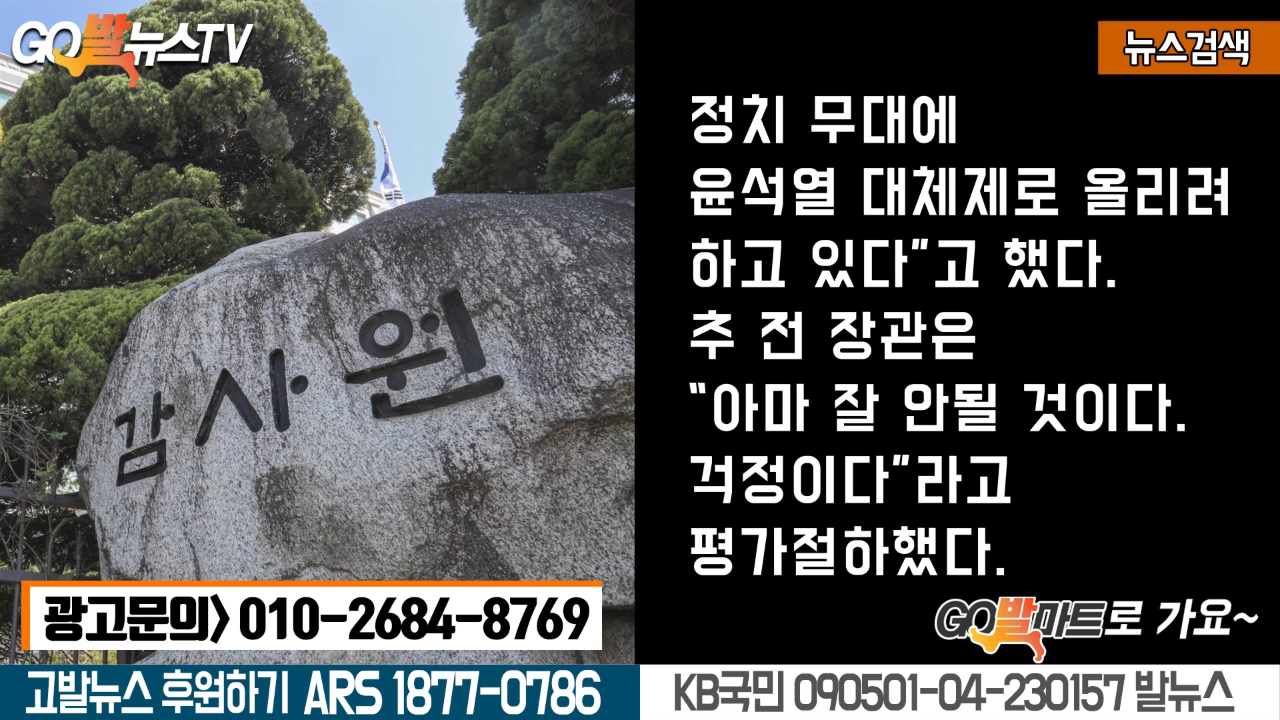 GO발뉴스TV
뉴스검색
정치 무대에
윤석열 대체제로 올리려
하고 있다"고 했다.
추 전 장관은
"아마 잘 안될 것이다.
걱정이다"라고
평가절하했다.
감사원
광고문의> 010-2684-8769
GO발마트로 가요~
고발뉴스 후원하기 ARS 1877-0786
KB국민 090501-04-230157 발뉴스